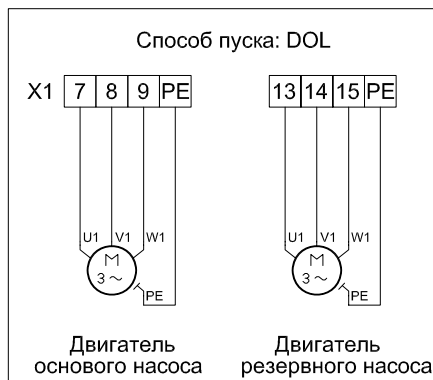 Способ пуска: DOL
X1 7 8 9 PE 13 14 15 PE
U1 V1 W1 U1 V1 W1
M M
3 ~ 3 ~
PE PE
Двигатель
основого насоса
Двигатель
резервного насоса